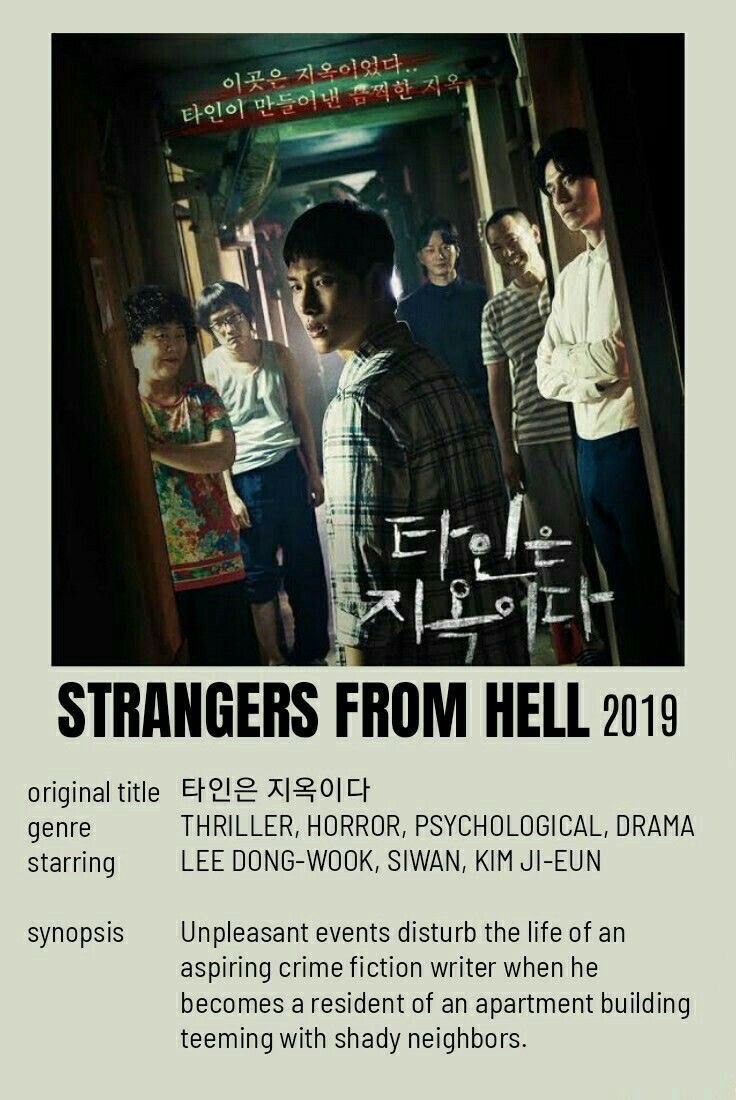 이곳은 지옥이었다..
타인이 만들어낸 끔찍한 지옥
타인은
지옥이다
STRANGERS FROM HELL 2019
original title 타인은 지옥이다
genre THRILLER, HORROR, PSYCHOLOGICAL, DRAMA
starring LEE DONG-WOOK, SIWAN, KIM JI-EUN
synopsis Unpleasant events disturb the life of an
aspiring crime fiction writer when he
becomes a resident of an apartment building
teeming with shady neighbors.